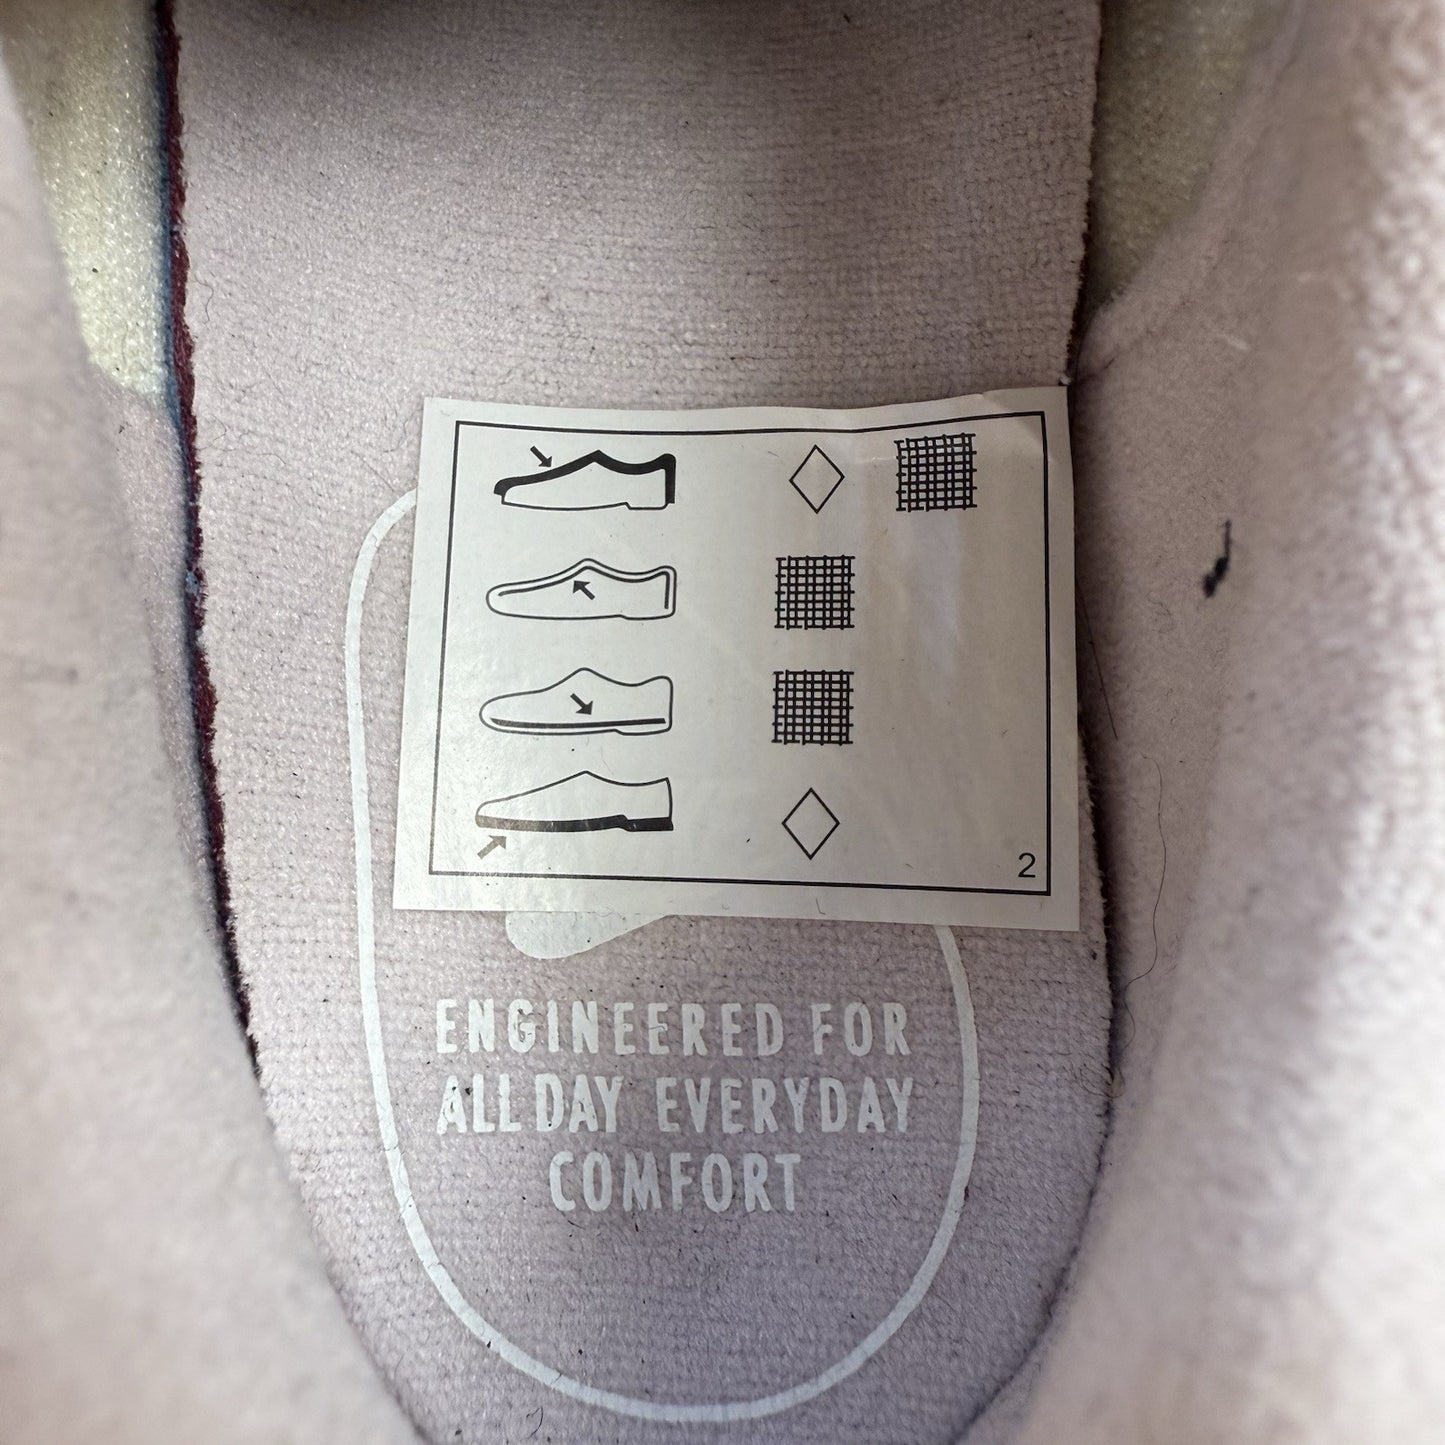 2
ENGINEERED FOR
ALL DAY EVERYDAY
COMFORT